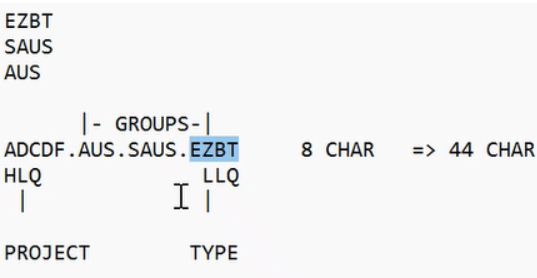 EZBT
SAUS
AUS
|- GROUPS-|
ADCDF.AUS.SAUS.EZBT 8 CHAR => 44 CHAR
HLQ LLQ
| |
PROJECT TYPE